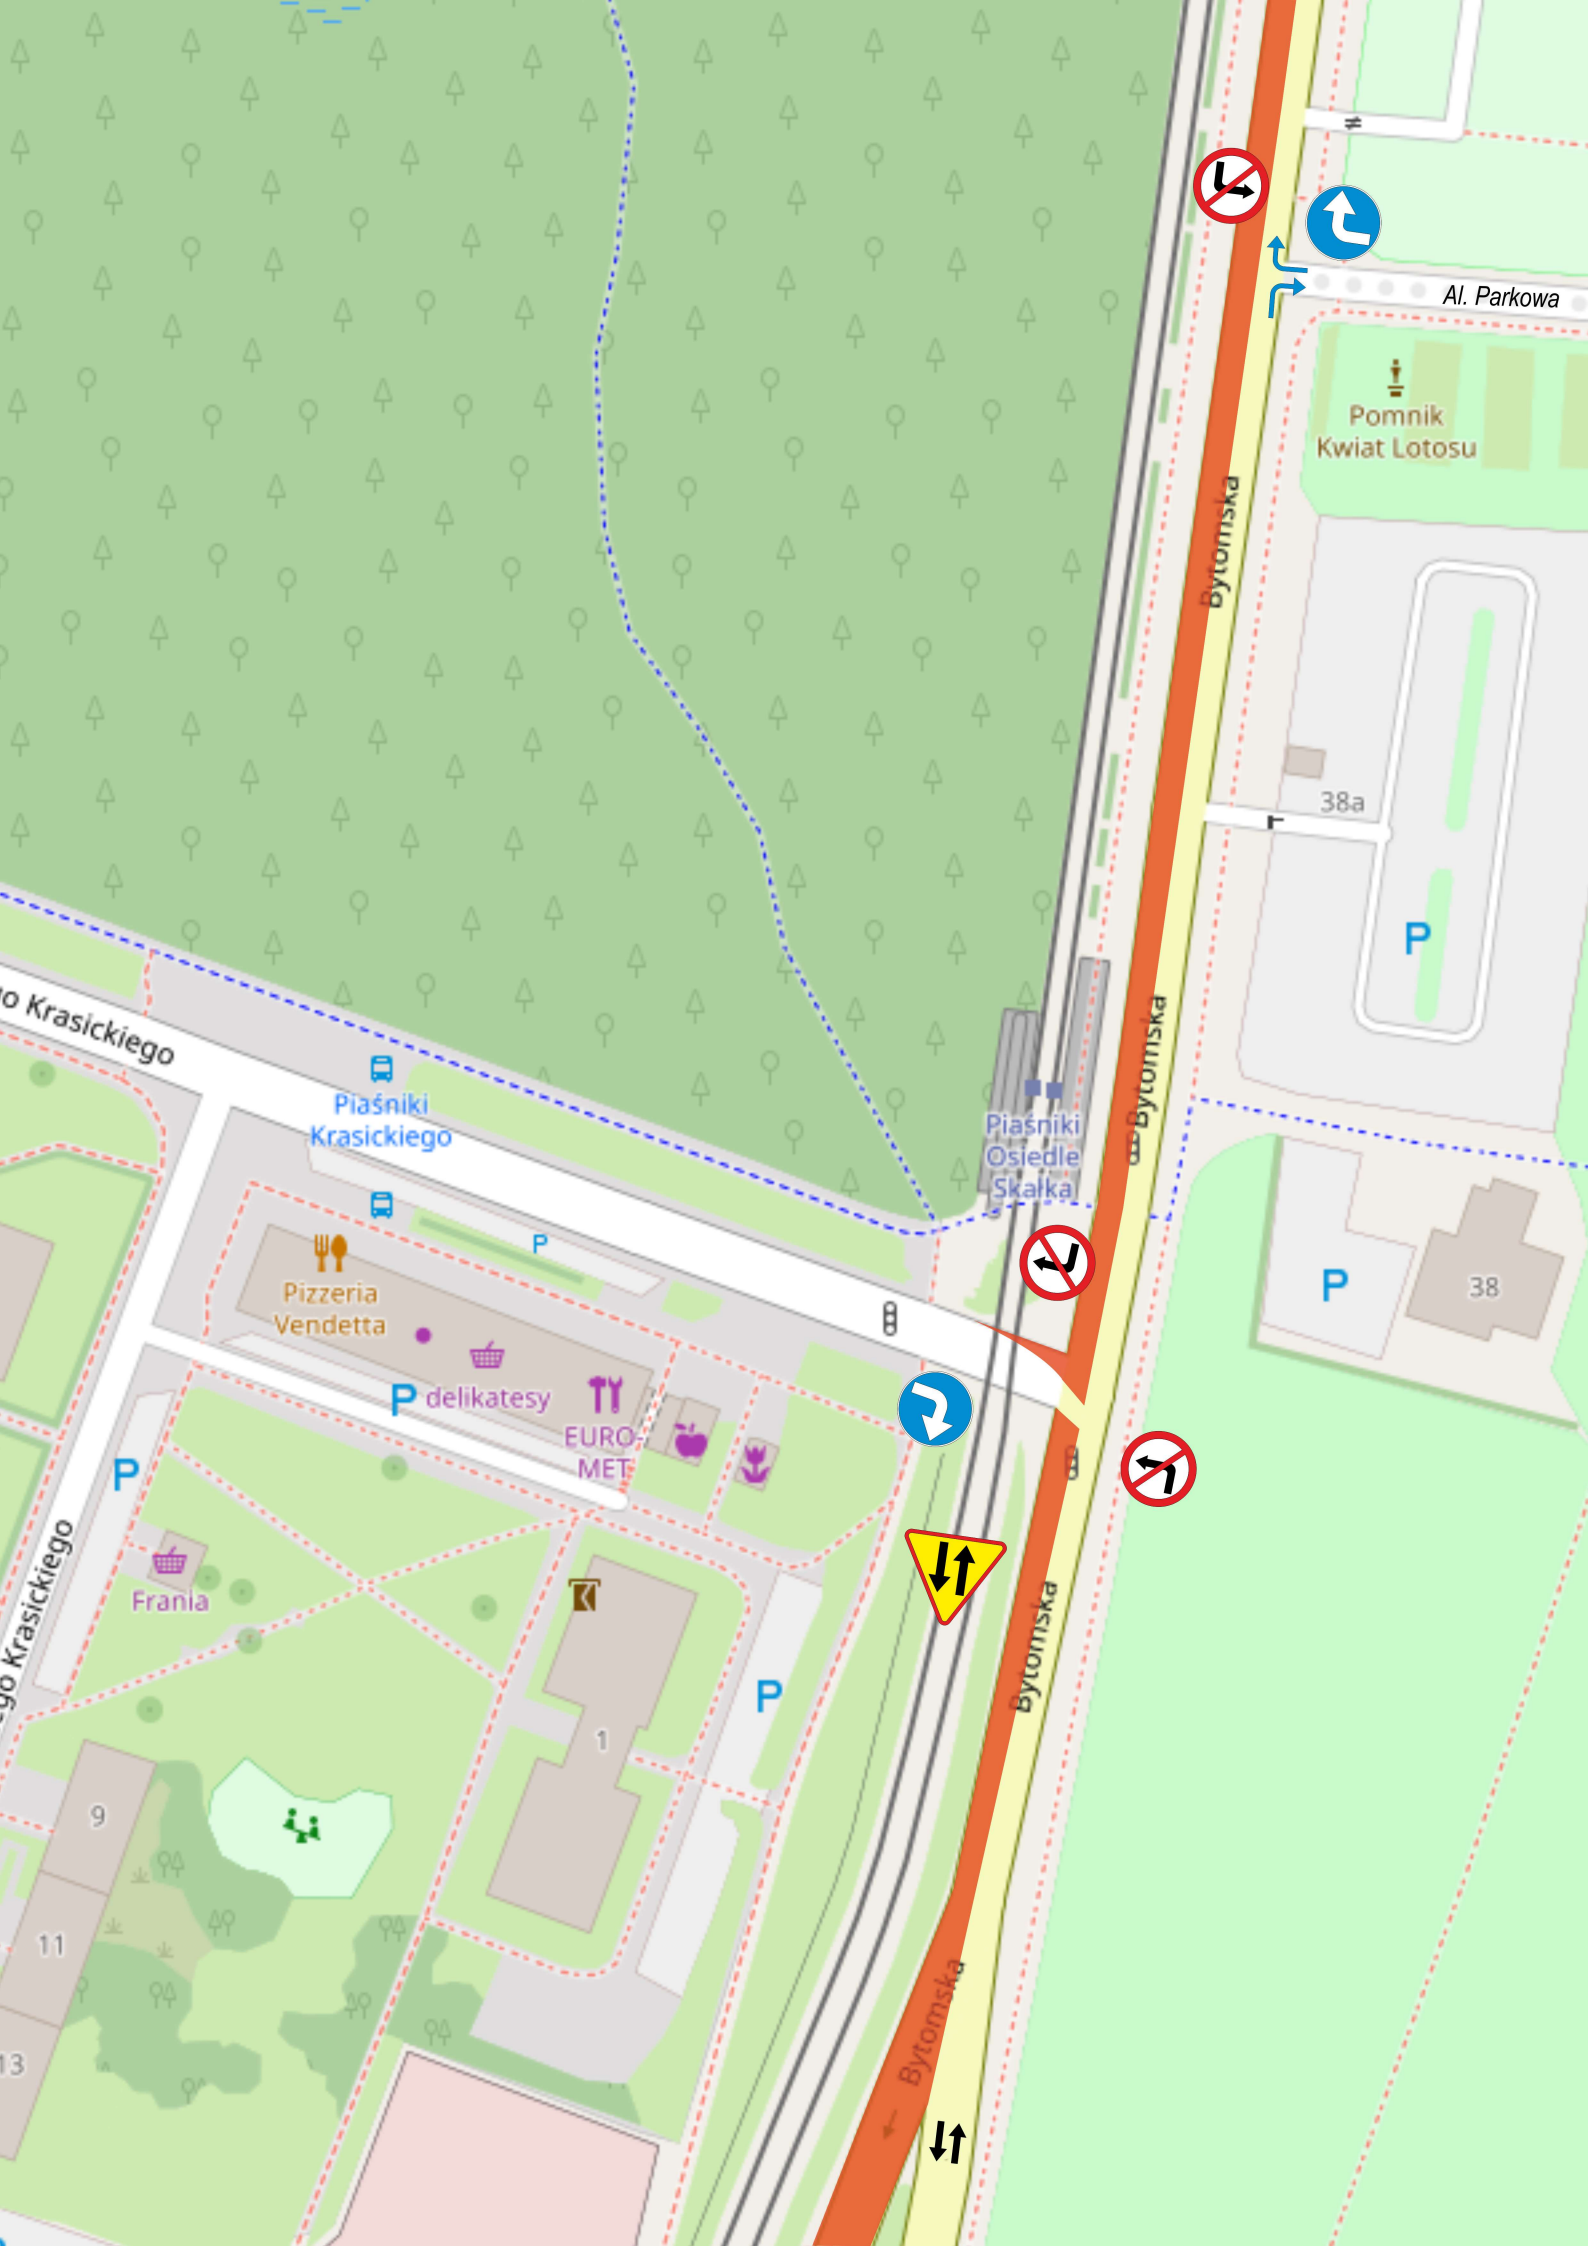 Al. Parkowa
Pomnik
Kwiat Lotosu
Bytomska
38a
P
Bytomska
go Krasickiego
Piaśniki
Krasickiego
Piaśniki
Osiedle
Skałka
P
Pizzeria
Vendetta
P
38
P
delikatesy
EURO-
MET
P
Frania
ego Krasickiego
Bytomska
P
1
9
11
Bytomska
13